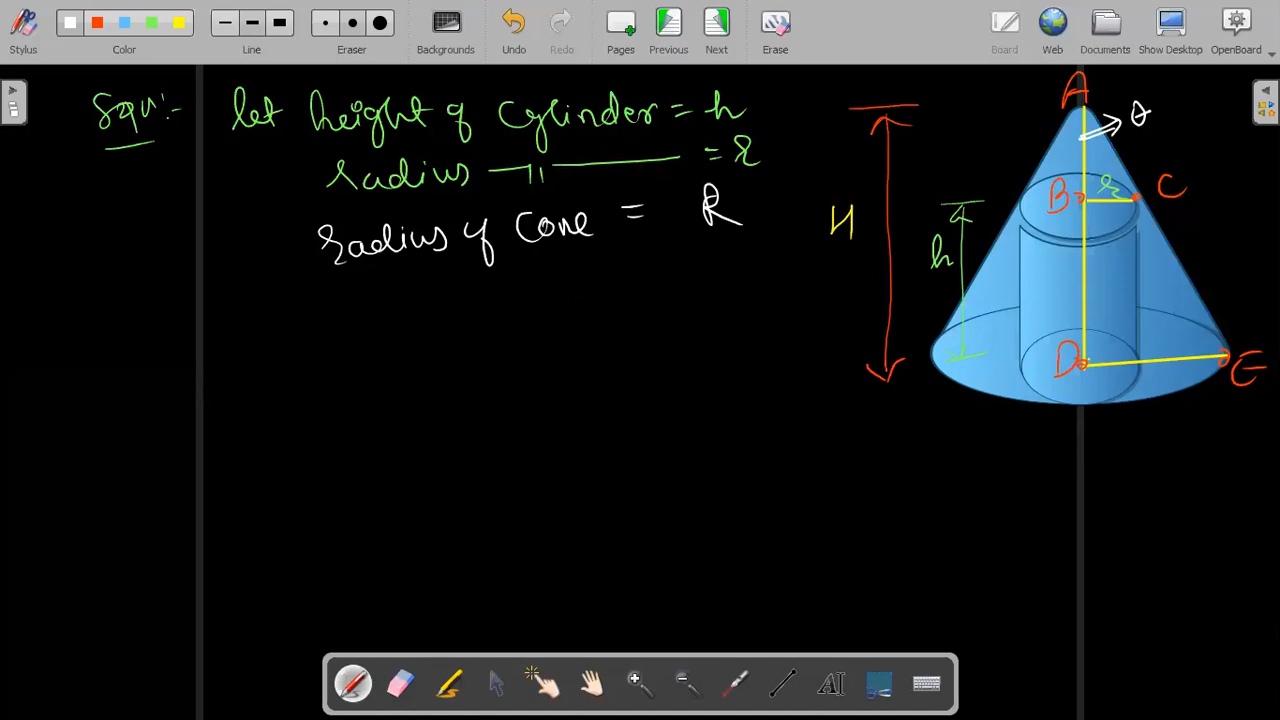 Stylus
Color
Line
Eraser
Backgrounds
Undo
Redo
Pages
Previous
Next
Erase
Board
Web
Documents
Show Desktop
OpenBoard
let height of cylinder = h
radius —〃— = r
radius of cone = R
H
h
A
θ
B
r
C
D
E